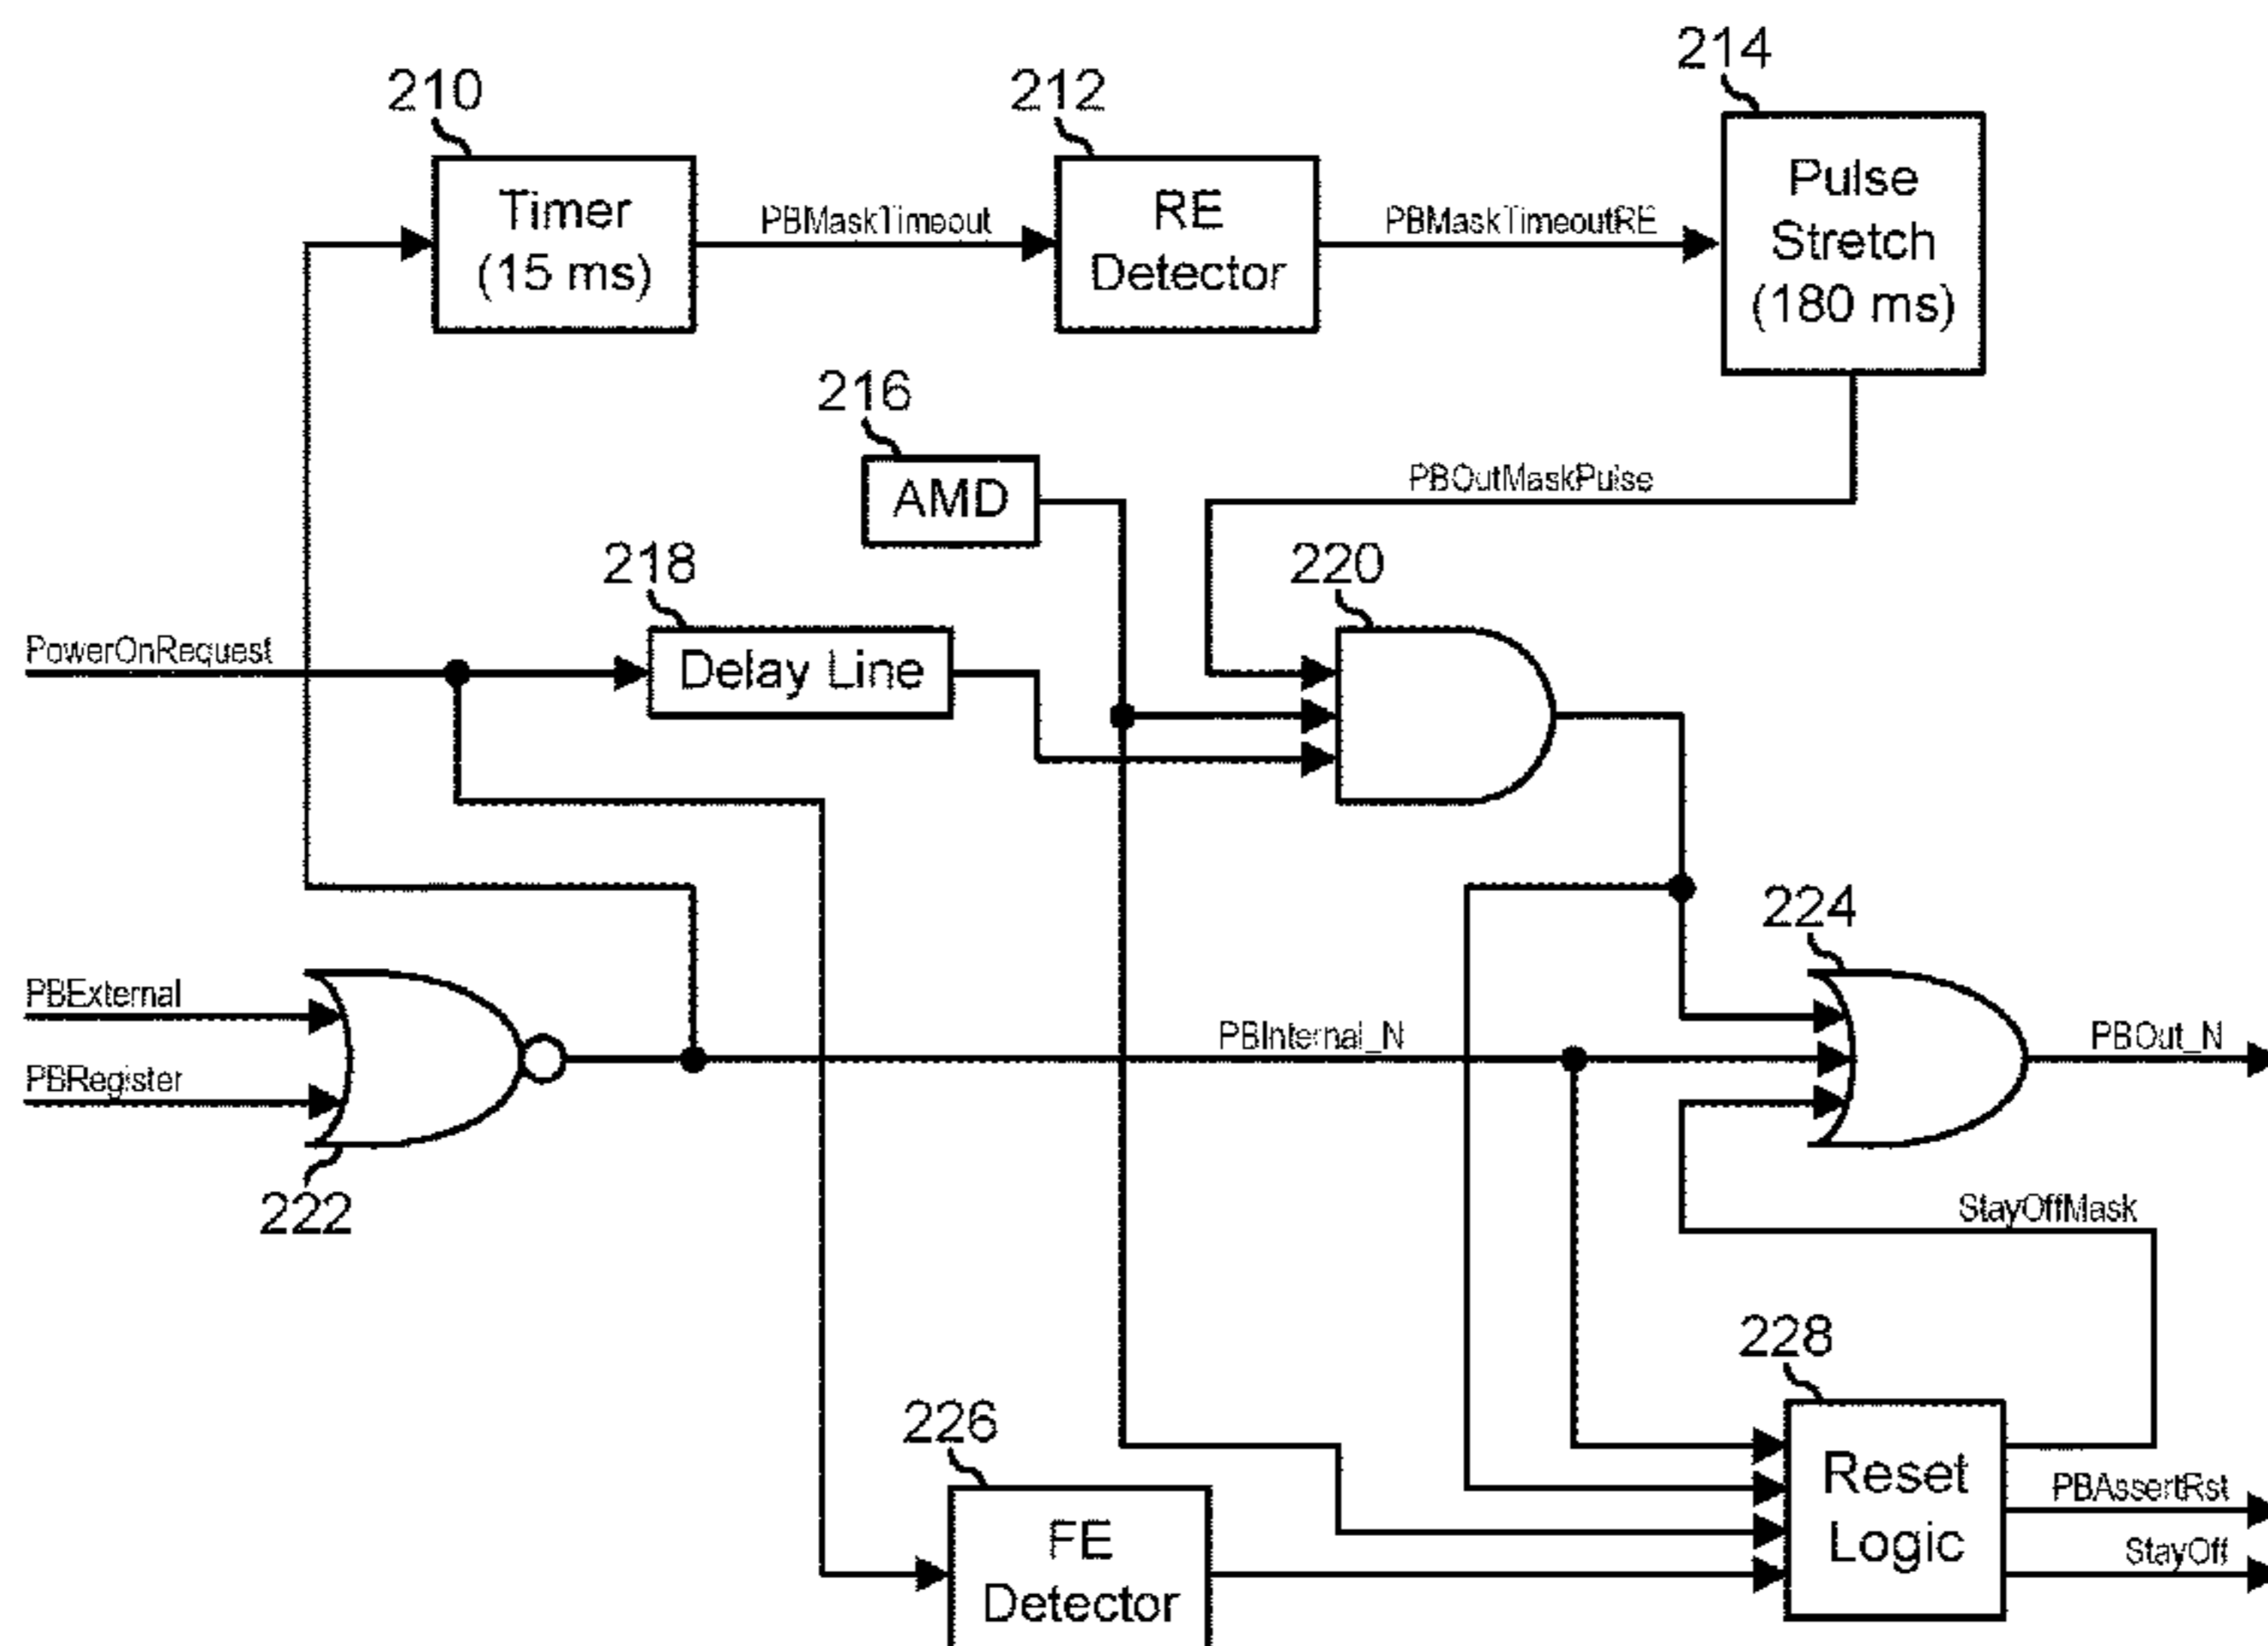 210
212
214
Timer
(15 ms)
PBMaskTimeout
RE
Detector
PBMaskTimeoutRE
Pulse
Stretch
(180 ms)
216
AMD
PBOutMaskPulse
218
220
PowerOnRequest
Delay Line
224
PBExternal
PBRegister
222
PBInternal_N
PBOut_N
StayOffMask
228
226
FE
Detector
Reset
Logic
PBAssertRst
StayOff